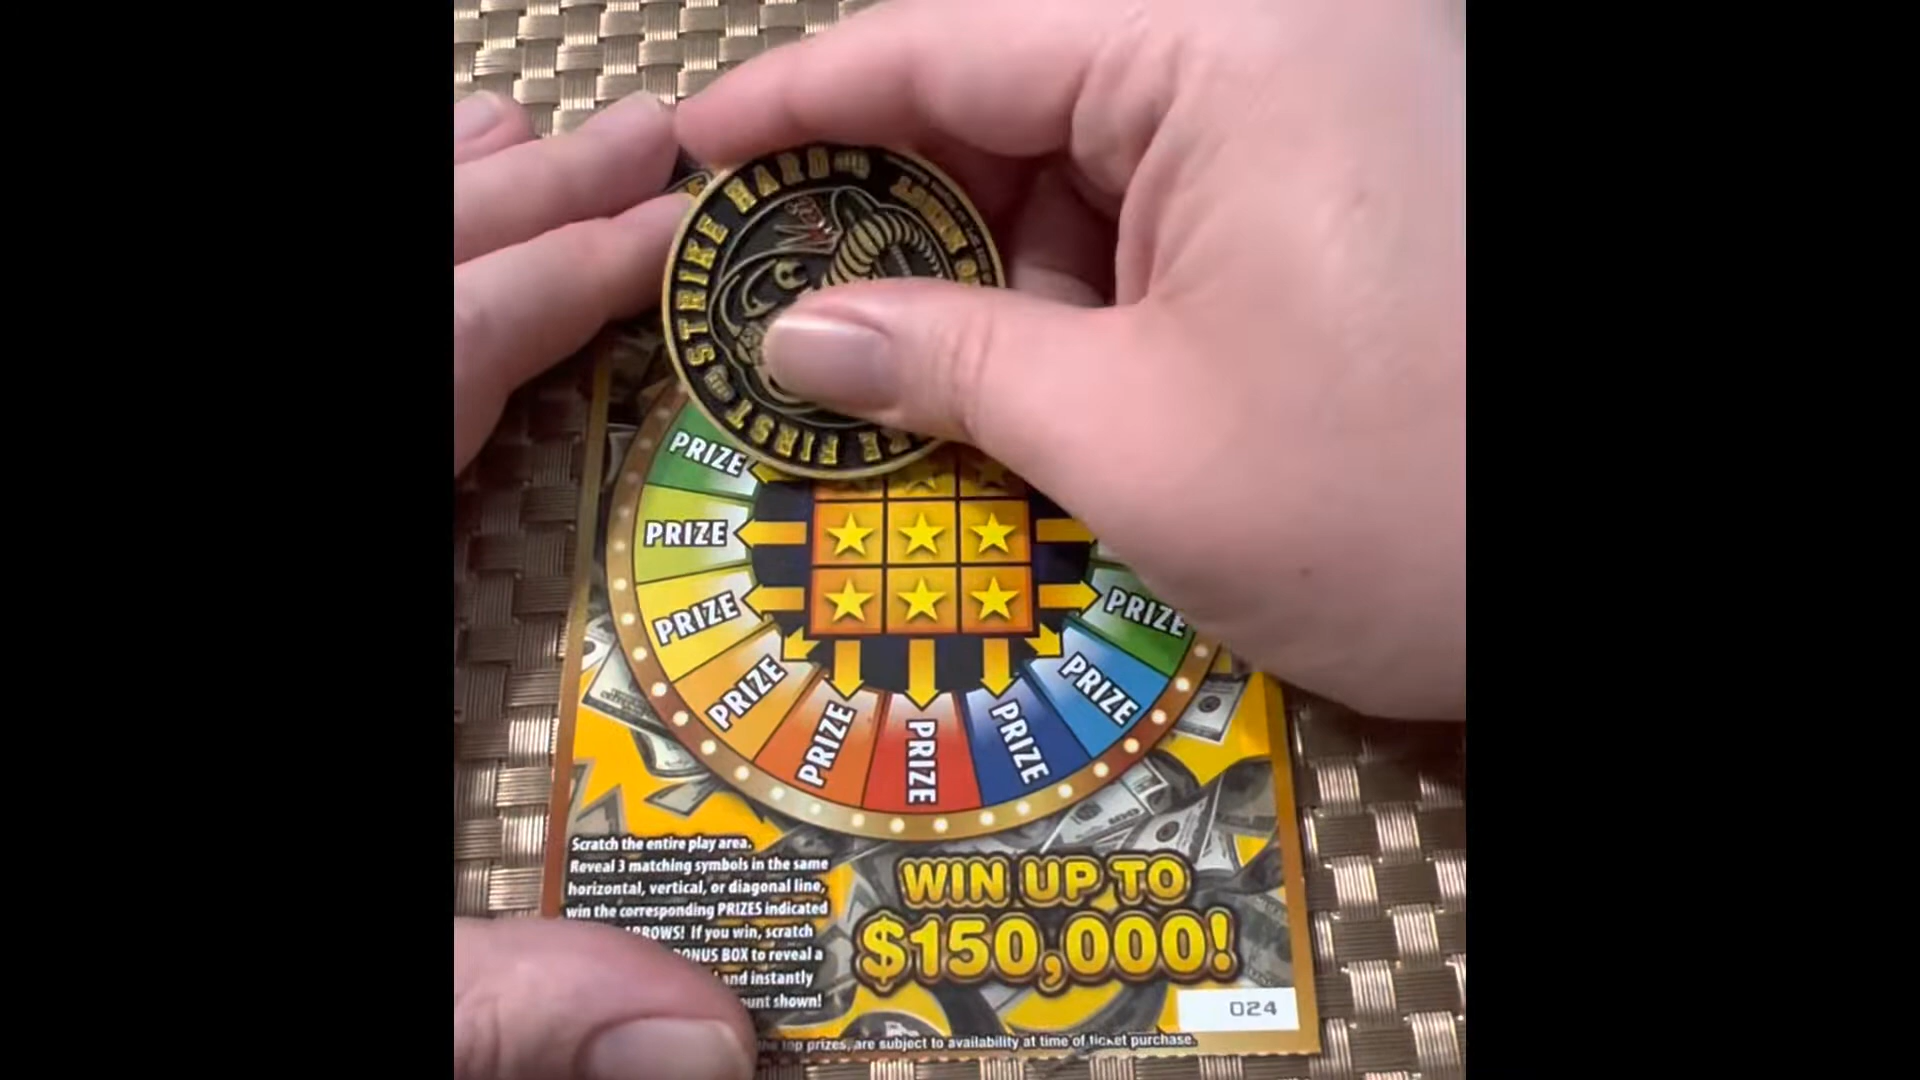 STRIKE HARD
STRIKE FIRST
PRIZE
PRIZE
PRIZE
PRIZE
PRIZE
PRIZE
PRIZE
PRIZE
PRIZE
Scratch the entire play area.
Reveal 3 matching symbols in the same
horizontal, vertical, or diagonal line,
win the corresponding PRIZES indicated
ARROWS! If you win, scratch
BONUS BOX to reveal a
and instantly
shown!
WIN UP TO
$150,000!
024
the top prizes, are subject to availability at time of ticket purchase.